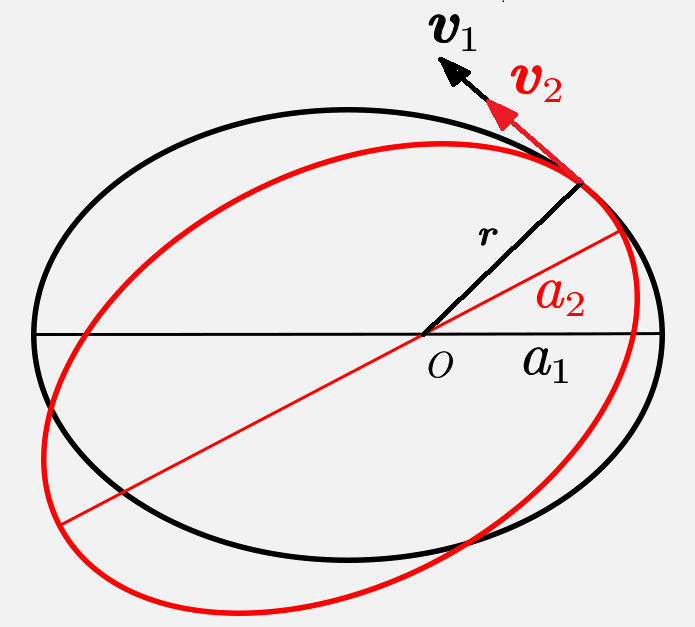 v₁
v₂
r
a₂
O
a₁